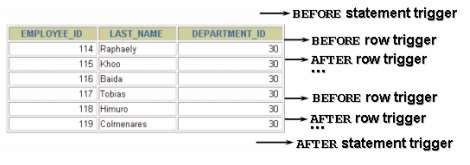 BEFORE statement trigger
EMPLOYEE_ID LAST_NAME DEPARTMENT_ID
BEFORE row trigger
114 Raphaely 30
AFTER row trigger
115 Khoo 30
...
116 Baida 30
117 Tobias 30
BEFORE row trigger
118 Himuro 30
AFTER row trigger
119 Colmenares 30
...
AFTER statement trigger